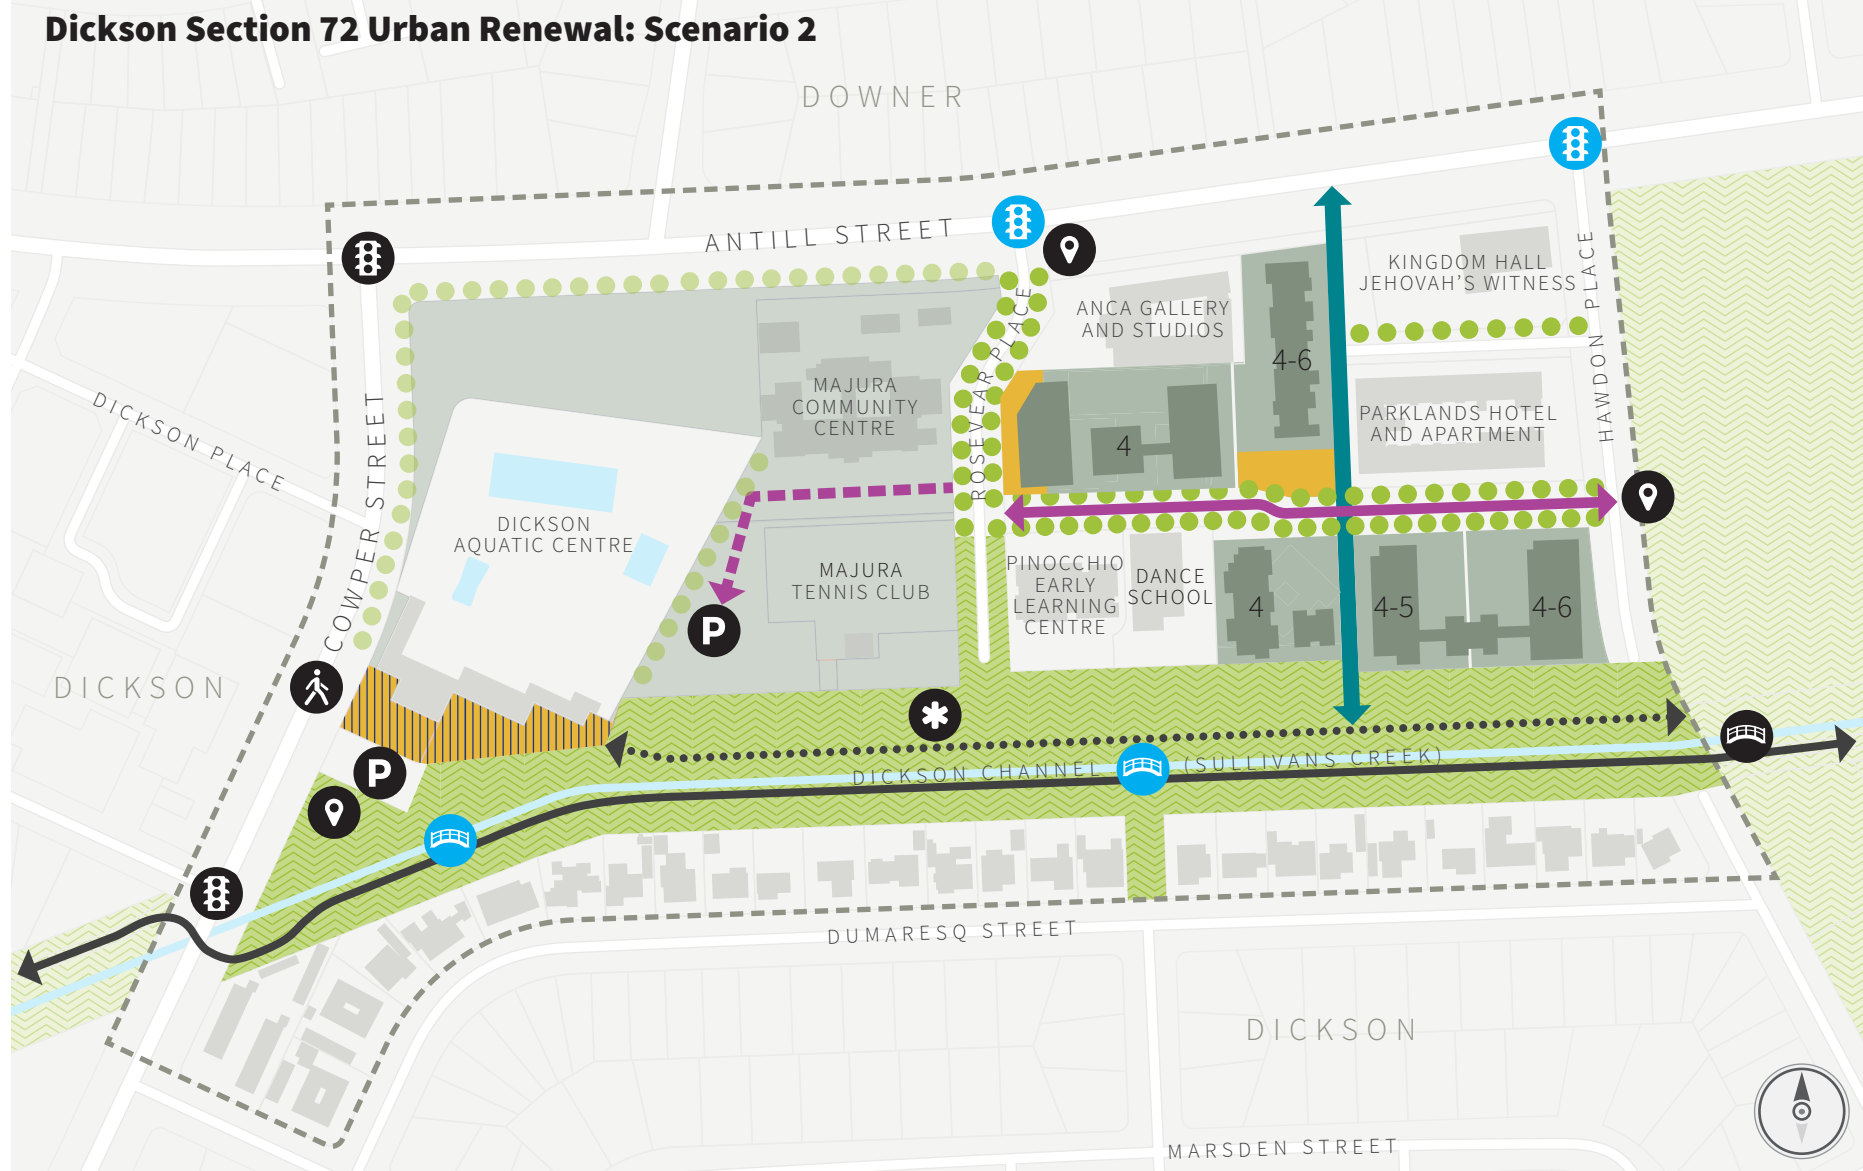 Dickson Section 72 Urban Renewal: Scenario 2
DOWNER
ANTILL STREET
KINGDOM HALL
JEHOVAH'S WITNESS
HAWDON PLACE
ANCA GALLERY
AND STUDIOS
ROSEVEAR PLACE
4-6
MAJURA
COMMUNITY
CENTRE
PARKLANDS HOTEL
AND APARTMENT
4
DICKSON PLACE
COWPER STREET
DICKSON
AQUATIC CENTRE
MAJURA
TENNIS CLUB
PINOCCHIO
EARLY
LEARNING
CENTRE
DANCE
SCHOOL
4
4-5
4-6
P
DICKSON
P
DICKSON CHANNEL (SULLIVANS CREEK)
DUMARESQ STREET
DICKSON
MARSDEN STREET